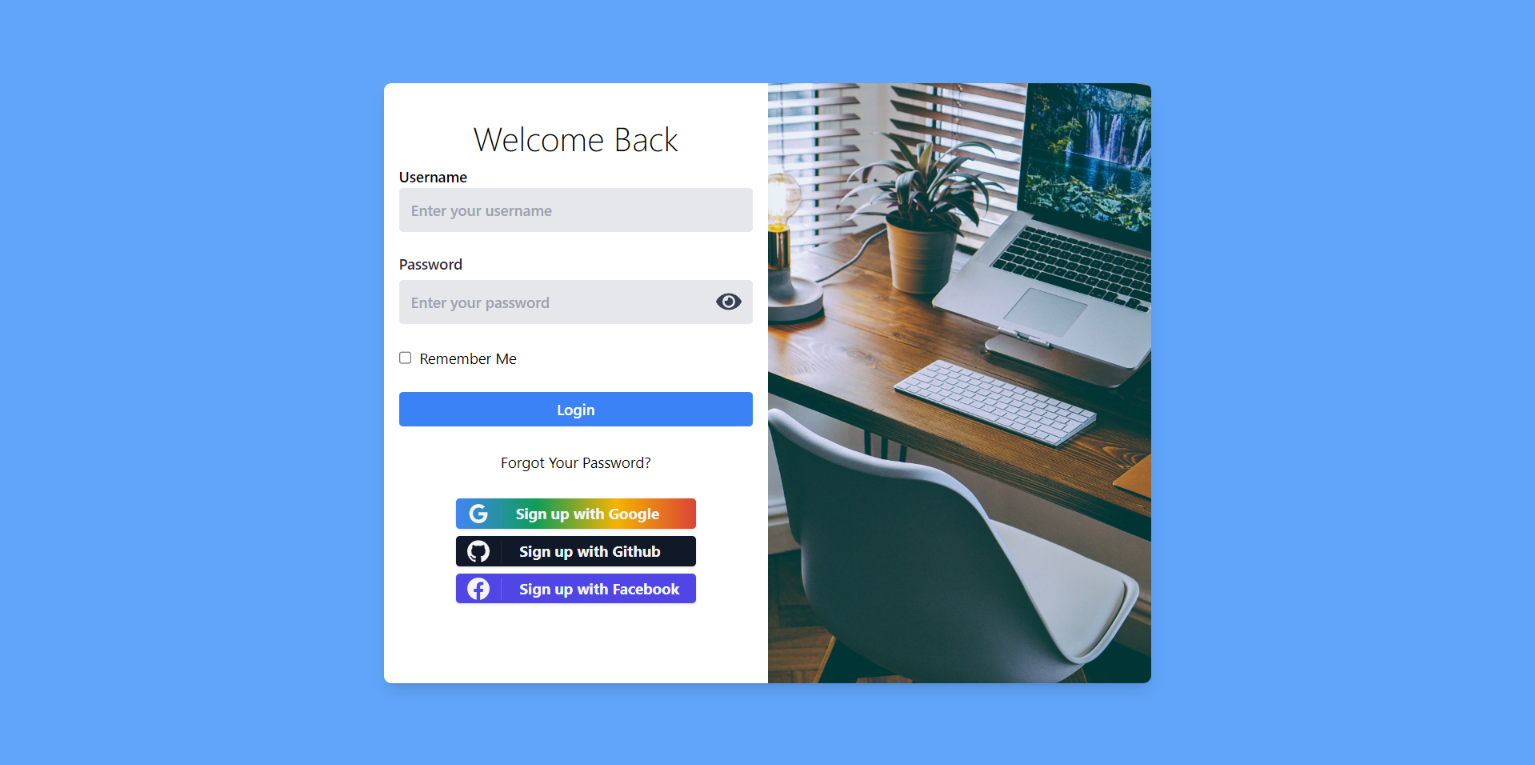 Welcome Back
Username
Enter your username
Password
Enter your password
Remember Me
Login
Forgot Your Password?
Sign up with Google
Sign up with Github
Sign up with Facebook